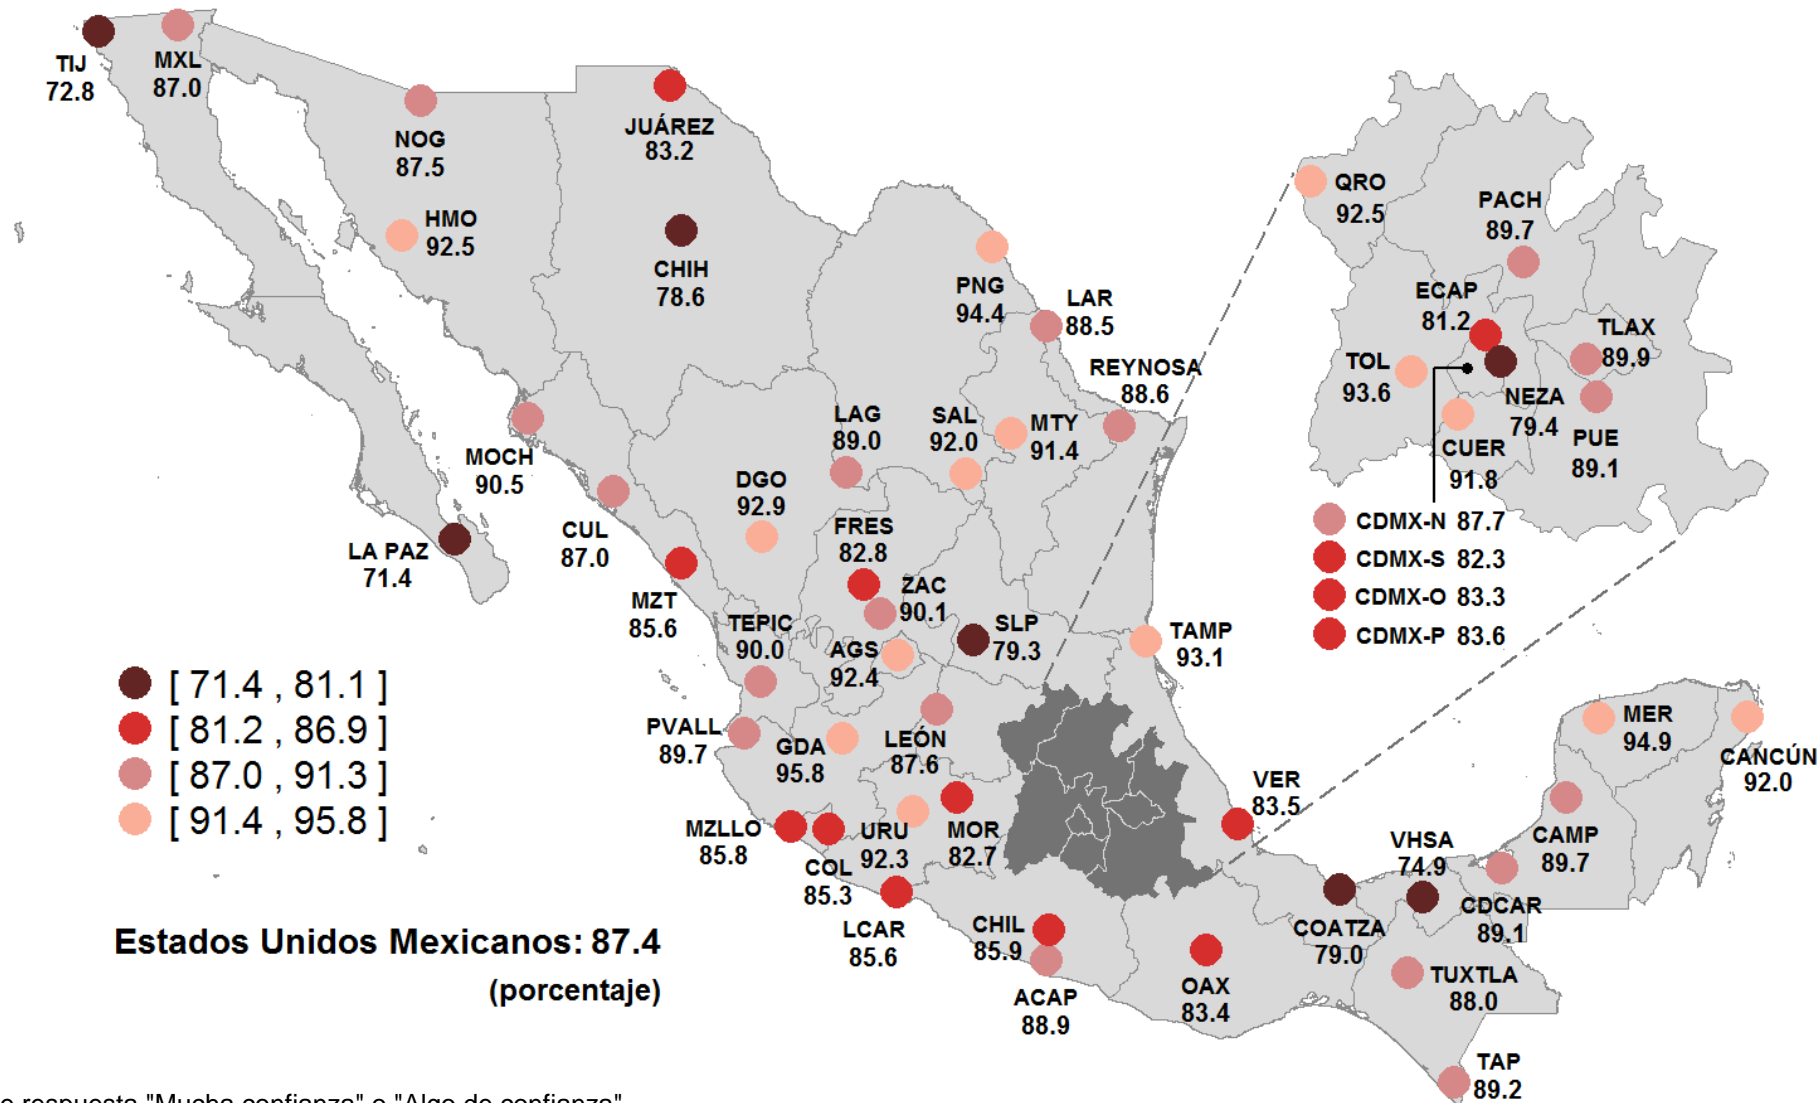 TIJ
72.8
MXL
87.0
NOG
87.5
HMO
92.5
JUÁREZ
83.2
CHIH
78.6
PNG
94.4
LAR
88.5
REYNOSA
88.6
MOCH
90.5
CUL
87.0
LA PAZ
71.4
MZT
85.6
DGO
92.9
LAG
89.0
SAL
92.0
MTY
91.4
FRES
82.8
ZAC
90.1
SLP
79.3
TAMP
93.1
TEPIC
90.0
AGS
92.4
PVALL
89.7
GDA
95.8
LEÓN
87.6
MZLLO
85.8
COL
85.3
URU
92.3
MOR
82.7
LCAR
85.6
CHIL
85.9
ACAP
88.9
OAX
83.4
VER
83.5
COATZA
79.0
VHSA
74.9
CDCAR
89.1
CAMP
89.7
MER
94.9
CANCÚN
92.0
TUXTLA
88.0
TAP
89.2
QRO
92.5
PACH
89.7
ECAP
81.2
TLAX
89.9
TOL
93.6
NEZA
79.4
CUER
91.8
PUE
89.1
CDMX-N 87.7
CDMX-S 82.3
CDMX-O 83.3
CDMX-P 83.6
[ 71.4 , 81.1 ]
[ 81.2 , 86.9 ]
[ 87.0 , 91.3 ]
[ 91.4 , 95.8 ]
Estados Unidos Mexicanos: 87.4
(porcentaje)
respuesta "Mucha confianza" o "Algo de confianza"